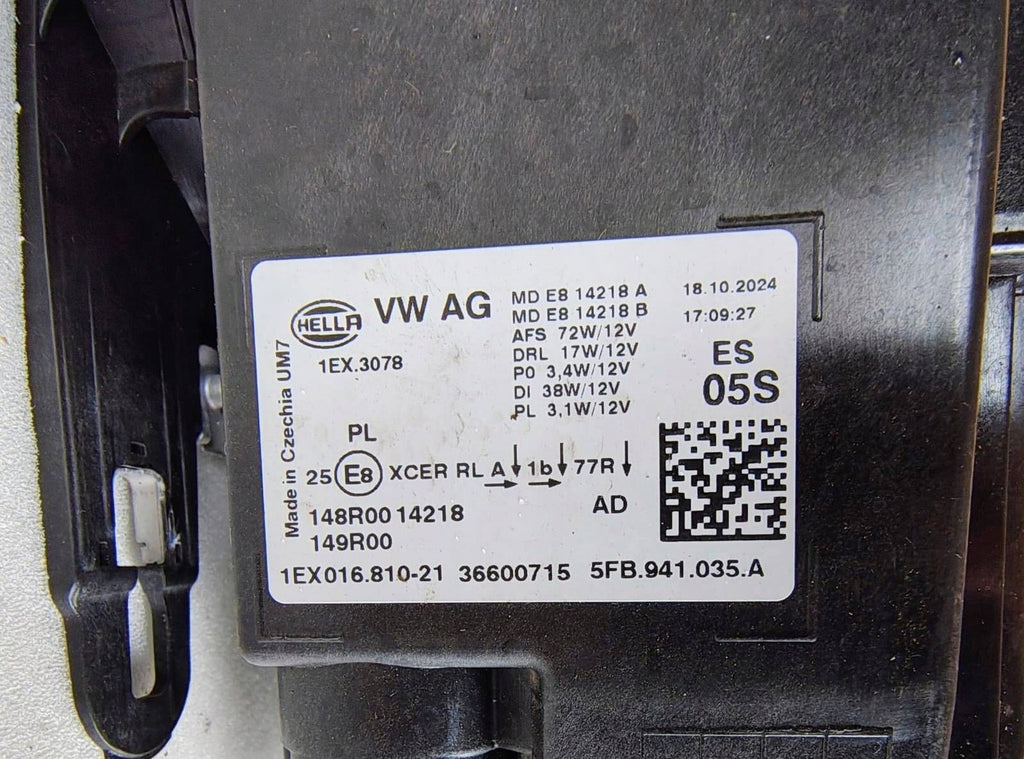 HELLA VW AG
1EX.3078
MD E8 14218 A
MD E8 14218 B
AFS 72W/12V
DRL 17W/12V
PO 3,4W/12V
DI 38W/12V
PL 3,1W/12V
18.10.2024
17:09:27
ES
05S
Made in Czechia UM7
PL
25 E8 XCER RL A 1b 77R
AD
148R00 14218
149R00
1EX016.810-21 36600715 5FB.941.035.A